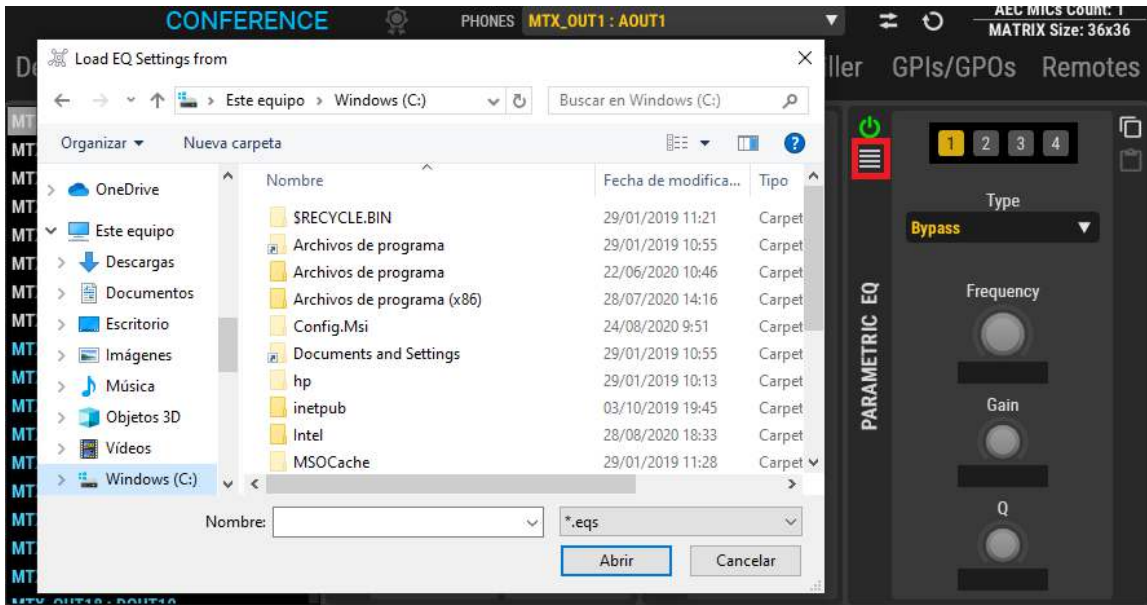 CONFERENCE
PHONES MTX_OUT1 : AOUT1
AEC MICs Count: 1
MATRIX Size: 36x36
GPIs/GPOs Remotes
Load EQ Settings from
Este equipo > Windows (C:)
Buscar en Windows (C:)
Organizar
Nueva carpeta
Nombre
Fecha de modifica...
Tipo
OneDrive
Este equipo
Descargas
Documentos
Escritorio
Imágenes
Música
Objetos 3D
Vídeos
Windows (C:)
$RECYCLE.BIN 29/01/2019 11:21 Carpet
Archivos de programa 29/01/2019 10:55 Carpet
Archivos de programa 22/06/2020 10:46 Carpet
Archivos de programa (x86) 28/07/2020 14:16 Carpet
Config.Msi 24/08/2020 9:51 Carpet
Documents and Settings 29/01/2019 10:55 Carpet
hp 29/01/2019 10:13 Carpet
inetpub 03/10/2019 19:45 Carpet
Intel 28/08/2020 18:33 Carpet
MSOCache 29/01/2019 11:28 Carpet
Nombre:
*.eqs
Abrir
Cancelar
1 2 3 4
Type
Bypass
PARAMETRIC EQ
Frequency
Gain
Q
MTX_OUT18 : DOUT10